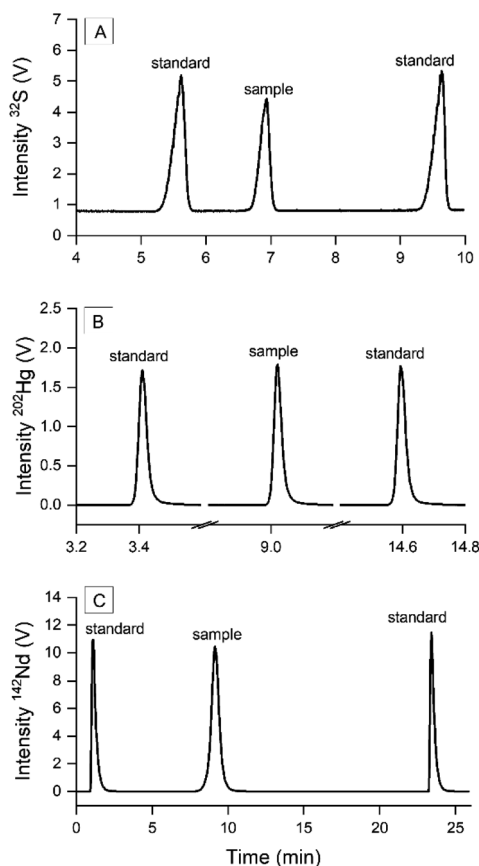 A
standard
standard
sample
Intensity ³²S (V)
7
6
5
4
3
2
1
0
4 5 6 7 8 9 10
B
standard
sample
standard
Intensity ²⁰²Hg (V)
2.5
2.0
1.5
1.0
0.5
0.0
3.2 3.4 9.0 14.6 14.8
C
standard
sample
standard
Intensity ¹⁴²Nd (V)
14
12
10
8
6
4
2
0
0 5 10 15 20 25
Time (min)